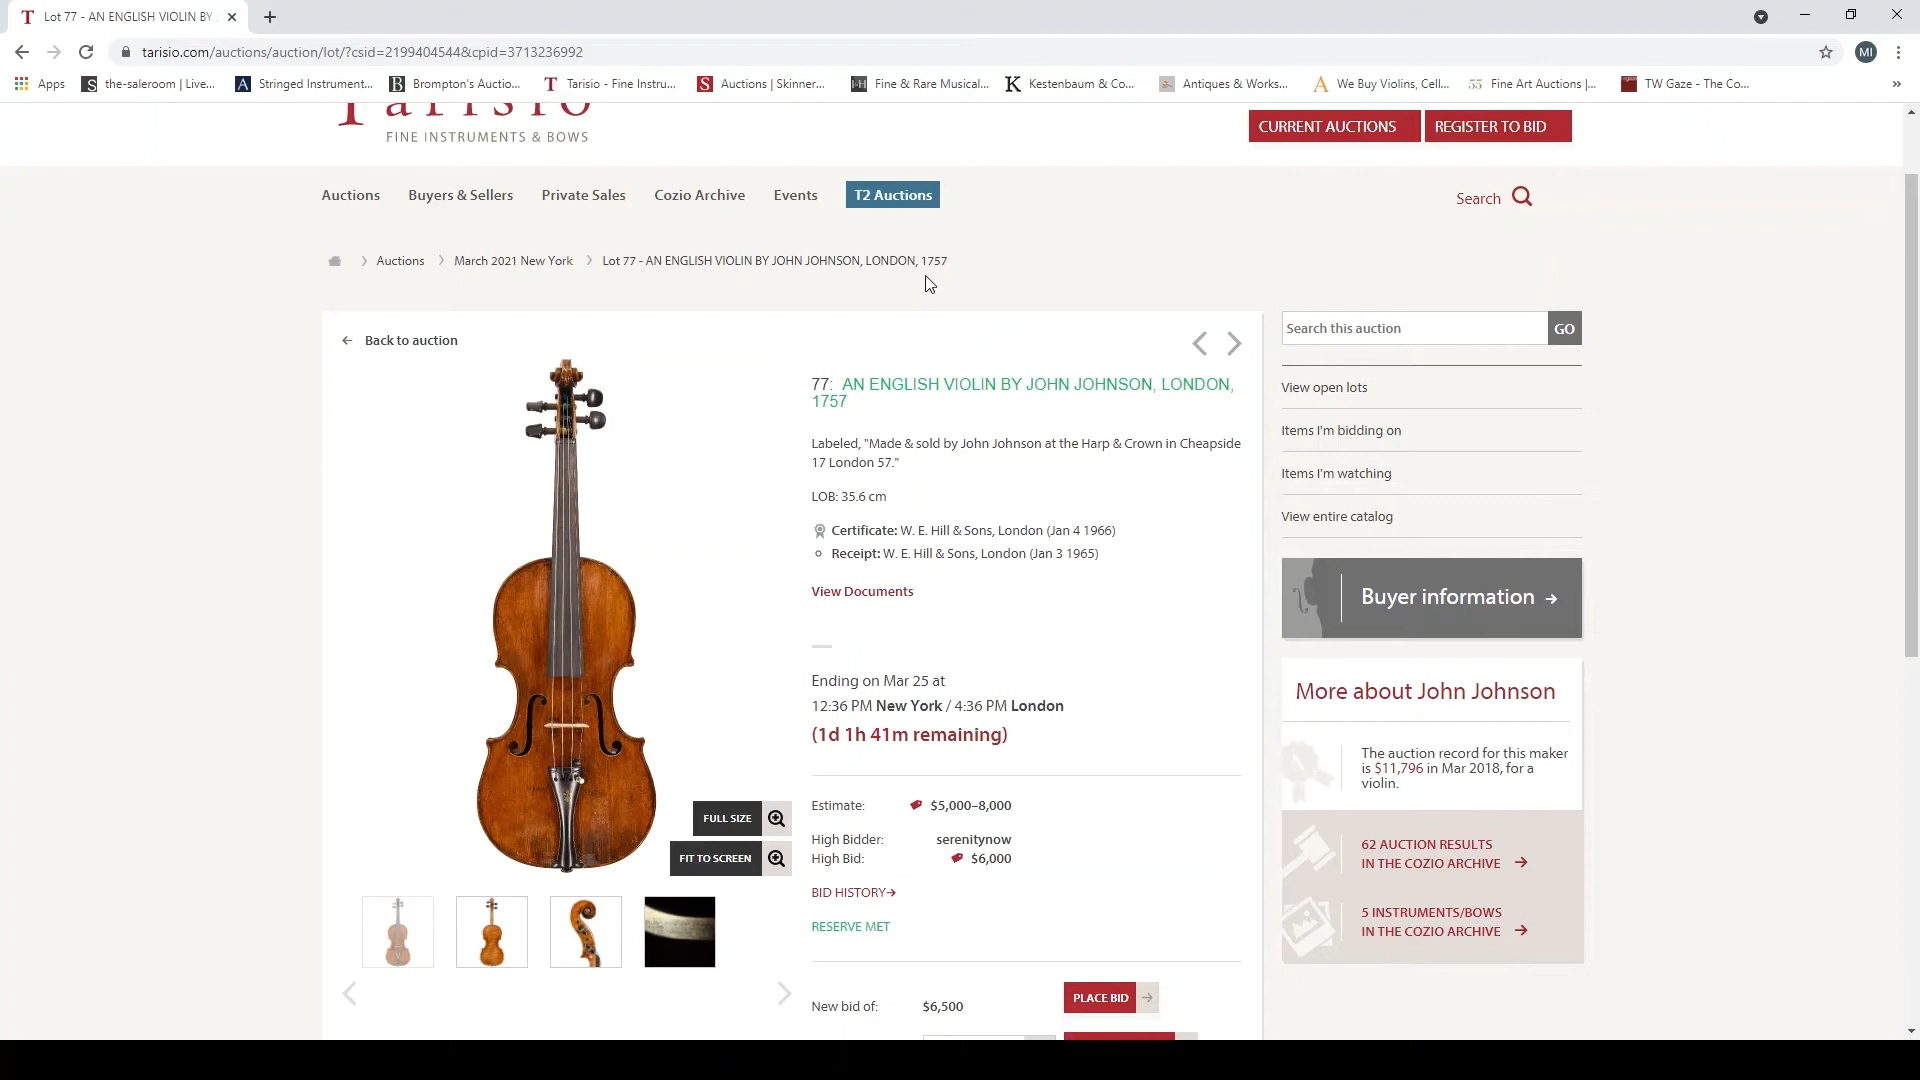 Lot 77 - AN ENGLISH VIOLIN BY
tarisio.com/auctions/auction/lot/?csid=2199404544&cpid=3713236992
MI
Apps
the-saleroom | Live...
Stringed Instrument...
Brompton's Auctio...
Tarisio - Fine Instru...
Auctions | Skinner...
Fine & Rare Musical...
Kestenbaum & Co...
Antiques & Works...
We Buy Violins, Cell...
Fine Art Auctions |...
TW Gaze - The Co...
Tarisio
FINE INSTRUMENTS & BOWS
CURRENT AUCTIONS
REGISTER TO BID
Auctions
Buyers & Sellers
Private Sales
Cozio Archive
Events
T2 Auctions
Search
Auctions
March 2021 New York
Lot 77 - AN ENGLISH VIOLIN BY JOHN JOHNSON, LONDON, 1757
Back to auction
77: AN ENGLISH VIOLIN BY JOHN JOHNSON, LONDON,
1757
Labeled, "Made & sold by John Johnson at the Harp & Crown in Cheapside
17 London 57."
LOB: 35.6 cm
Certificate: W. E. Hill & Sons, London (Jan 4 1966)
Receipt: W. E. Hill & Sons, London (Jan 3 1965)
View Documents
Ending on Mar 25 at
12:36 PM New York / 4:36 PM London
(1d 1h 41m remaining)
Estimate: $5,000–8,000
High Bidder: serenitynow
High Bid: $6,000
BID HISTORY
RESERVE MET
New bid of: $6,500
PLACE BID
FULL SIZE
FIT TO SCREEN
Search this auction
GO
View open lots
Items I'm bidding on
Items I'm watching
View entire catalog
Buyer information
More about John Johnson
The auction record for this maker
is $11,796 in Mar 2018, for a
violin.
62 AUCTION RESULTS
IN THE COZIO ARCHIVE
5 INSTRUMENTS/BOWS
IN THE COZIO ARCHIVE